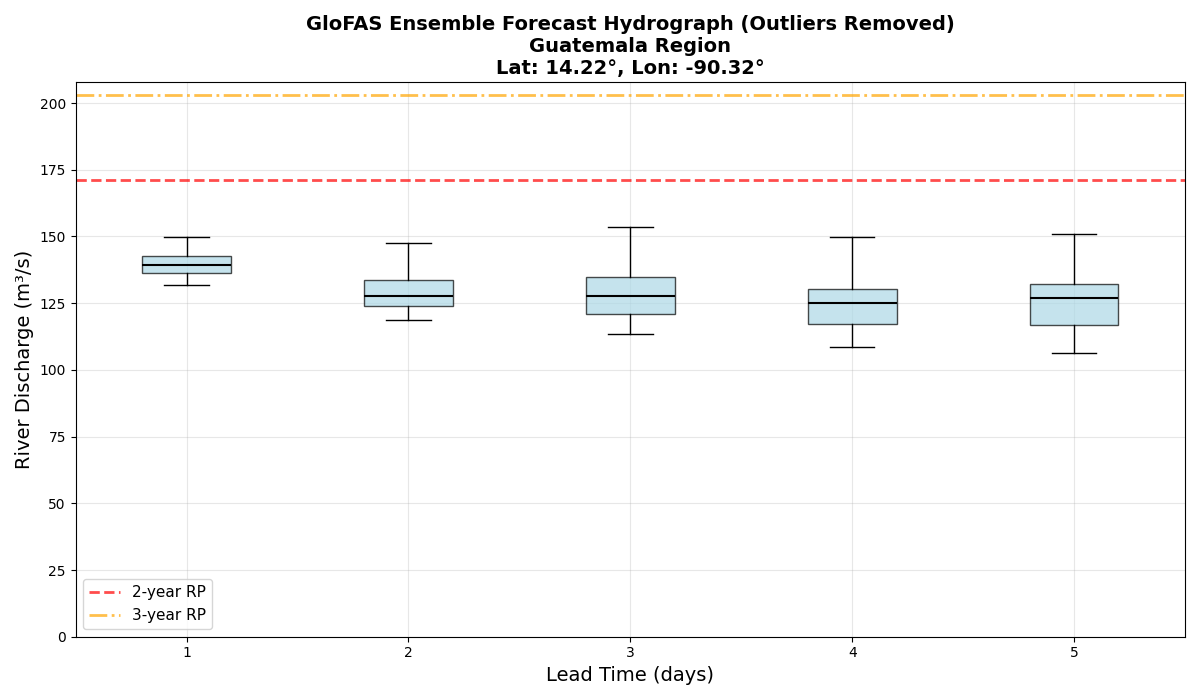 GloFAS Ensemble Forecast Hydrograph (Outliers Removed)
Guatemala Region
Lat: 14.22°, Lon: -90.32°
River Discharge (m³/s)
200
175
150
125
100
75
50
25
0
2-year RP
3-year RP
1 2 3 4 5
Lead Time (days)